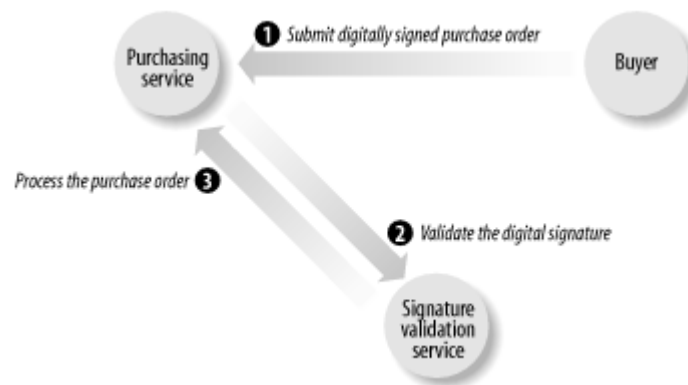 1 Submit digitally signed purchase order
Purchasing
service
Buyer
Process the purchase order 3
2 Validate the digital signature
Signature
validation
service